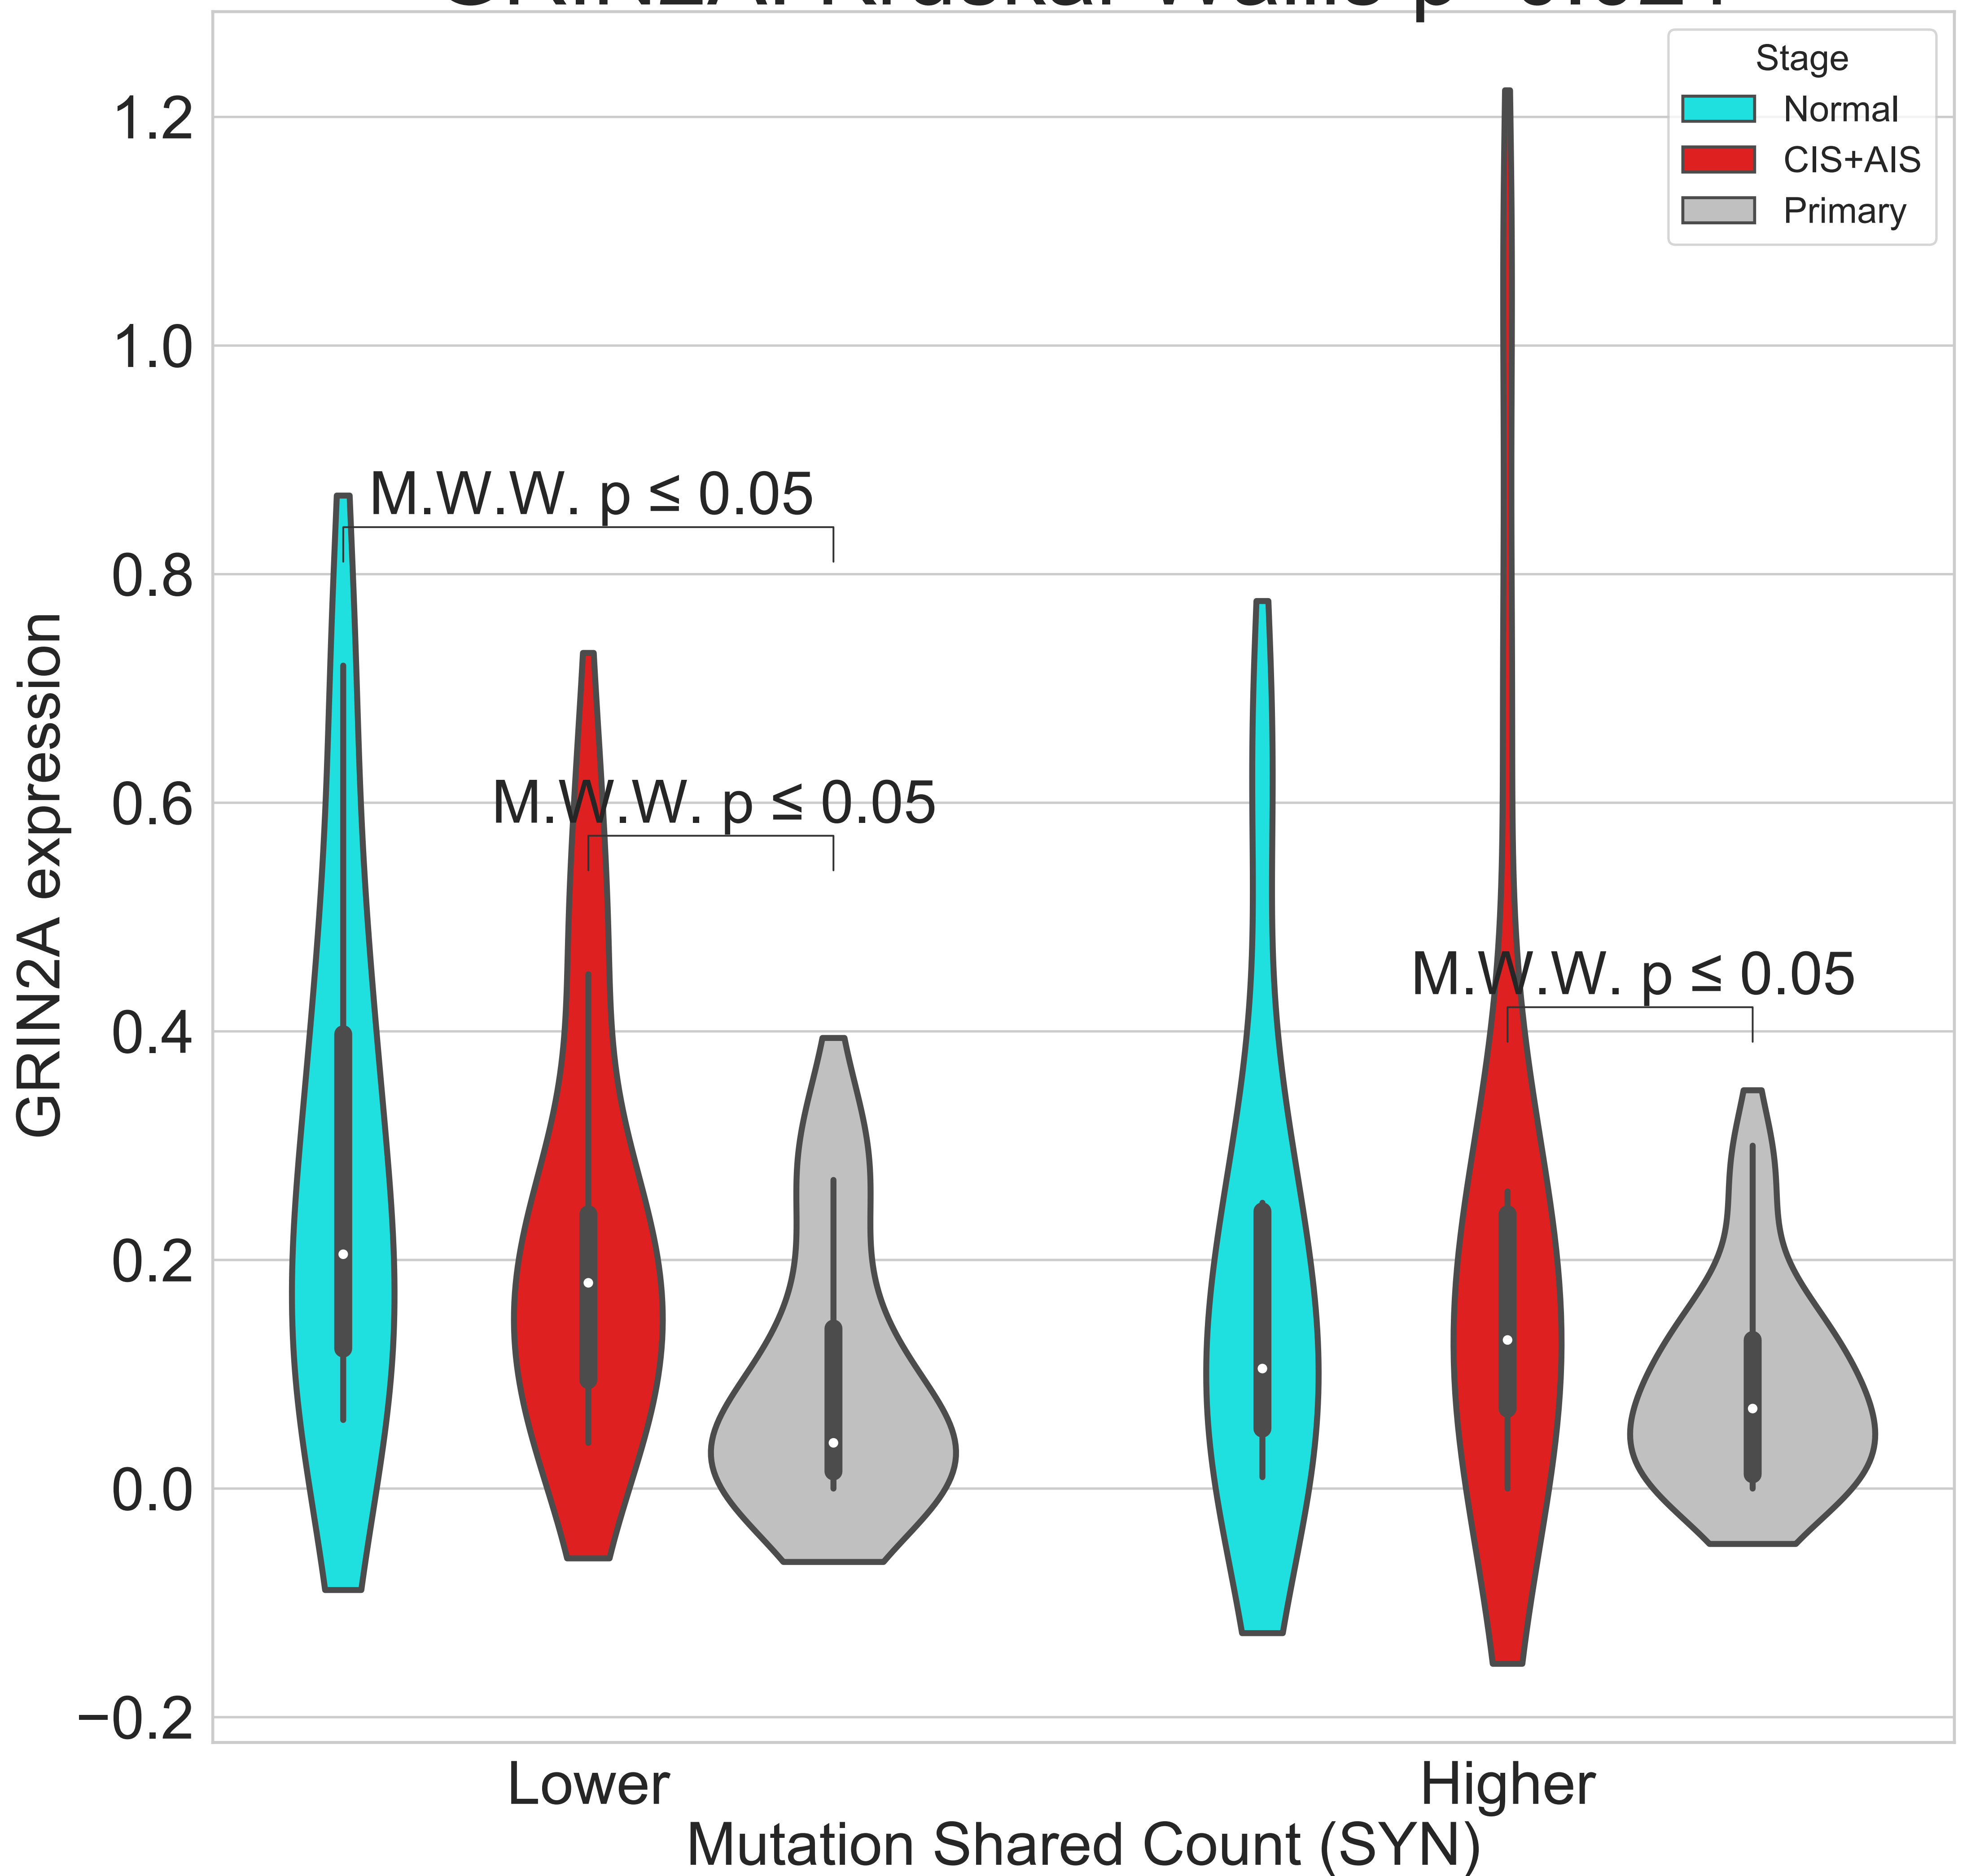 Stage
Normal
CIS+AIS
Primary
1.2
1.0
0.8
0.6
0.4
0.2
0.0
−0.2
GRIN2A expression
M.W.W. p ≤ 0.05
M.W.W. p ≤ 0.05
M.W.W. p ≤ 0.05
Lower
Higher
Mutation Shared Count (SYN)